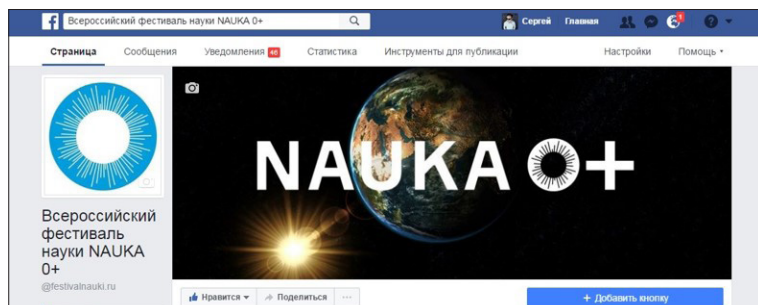 Всероссийский фестиваль науки NAUKA 0+
Сергей Главная
Страница Сообщения Уведомления 46 Статистика Инструменты для публикации Настройки Помощь
NAUKA 0+
Всероссийский
фестиваль
науки NAUKA
0+
@festivalnauki.ru
Нравится Поделиться ...
+ Добавить кнопку